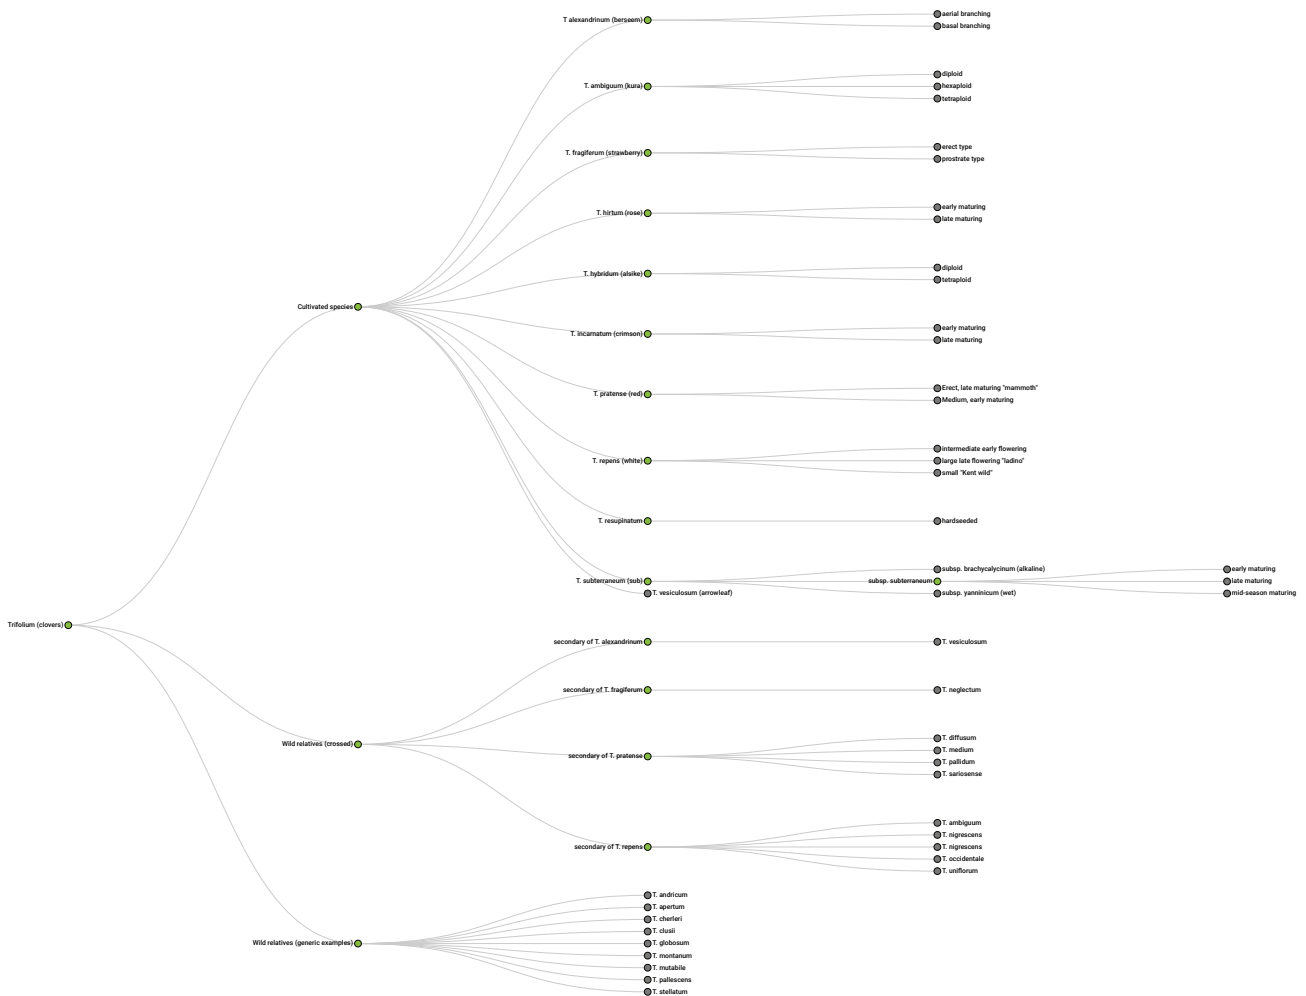 Trifolium (clovers)
Cultivated species
T alexandrinum (berseem)
aerial branching
basal branching
T. ambiguum (kura)
diploid
hexaploid
tetraploid
T. fragiferum (strawberry)
erect type
prostrate type
T. hirtum (rose)
early maturing
late maturing
T. hybridum (alsike)
diploid
tetraploid
T. incarnatum (crimson)
early maturing
late maturing
T. pratense (red)
Erect, late maturing "mammoth"
Medium, early maturing
T. repens (white)
intermediate early flowering
large late flowering "ladino"
small "Kent wild"
T. resupinatum
hardseeded
T. subterraneum (sub)
subsp. brachycalycinum (alkaline)
subsp. subterraneum
early maturing
late maturing
mid-season maturing
subsp. yanninicum (wet)
T. vesiculosum (arrowleaf)
Wild relatives (crossed)
secondary of T. alexandrinum
T. vesiculosum
secondary of T. fragiferum
T. neglectum
secondary of T. pratense
T. diffusum
T. medium
T. pallidum
T. sariosense
secondary of T. repens
T. ambiguum
T. nigrescens
T. nigrescens
T. occidentale
T. uniflorum
Wild relatives (generic examples)
T. andricum
T. apertum
T. cherleri
T. clusii
T. globosum
T. montanum
T. mutabile
T. pallescens
T. stellatum